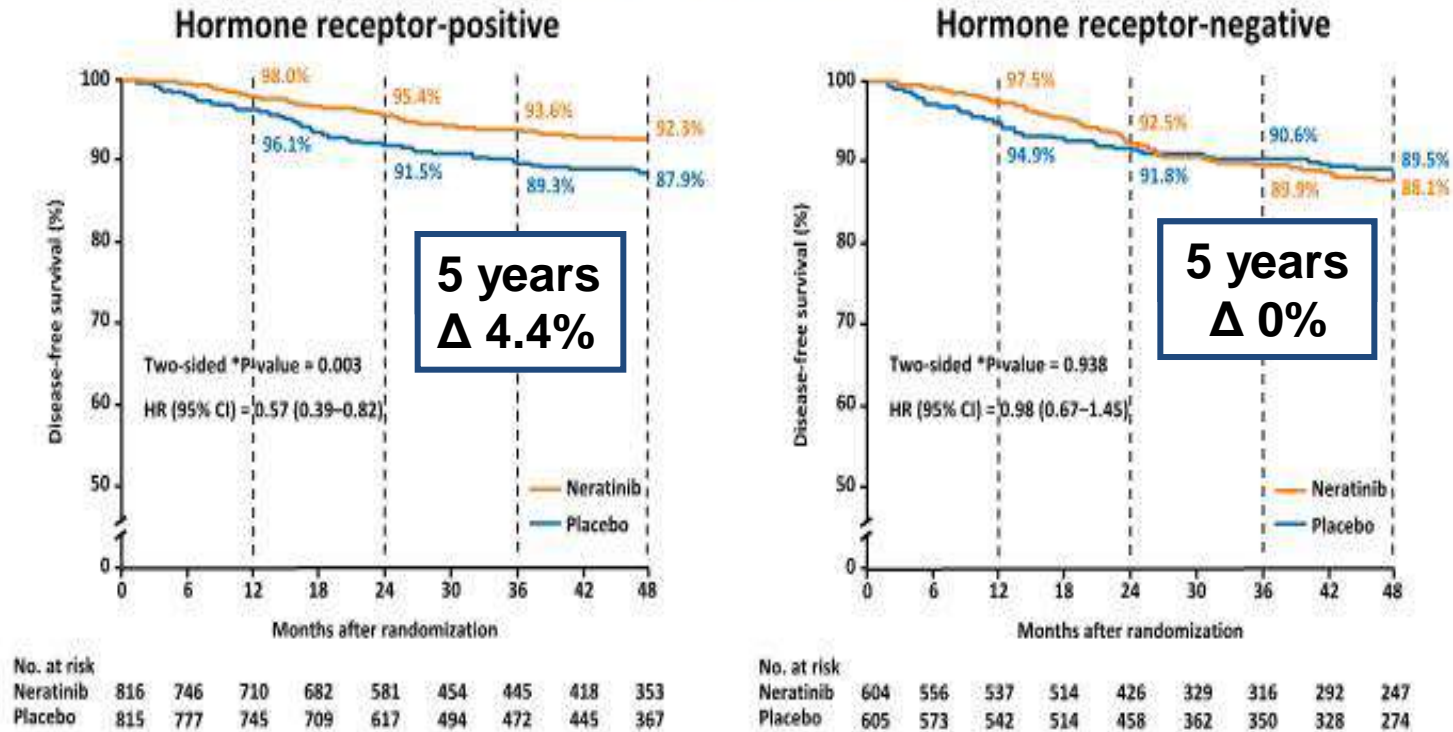 Hormone receptor-positive
Disease-free survival (%)
100
90
80
70
60
50
0
98.0%
95.4%
93.6%
92.3%
96.1%
91.5%
89.3%
87.9%
5 years
Δ 4.4%
Two-sided *P-value = 0.003
HR (95% CI) = 0.57 (0.39–0.82)
Neratinib
Placebo
0 6 12 18 24 30 36 42 48
Months after randomization
No. at risk
Neratinib 816 746 710 682 581 454 445 418 353
Placebo 815 777 745 709 617 494 472 445 367
Hormone receptor-negative
Disease-free survival (%)
100
90
80
70
60
50
0
97.5%
92.5%
90.6%
89.5%
94.9%
91.8%
89.9%
88.1%
5 years
Δ 0%
Two-sided *P-value = 0.938
HR (95% CI) = 0.98 (0.67–1.45)
Neratinib
Placebo
0 6 12 18 24 30 36 42 48
Months after randomization
No. at risk
Neratinib 604 556 537 514 426 329 316 292 247
Placebo 605 573 542 514 458 362 350 328 274